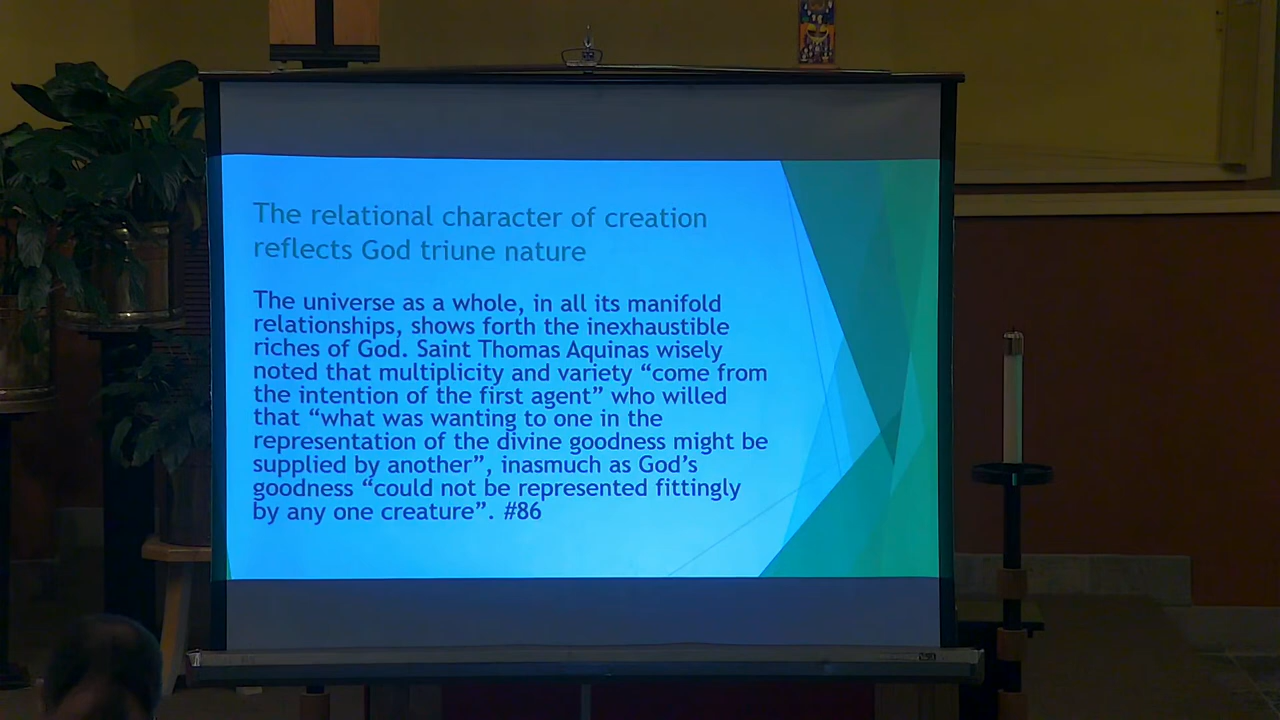 The relational character of creation
reflects God triune nature
The universe as a whole, in all its manifold
relationships, shows forth the inexhaustible
riches of God. Saint Thomas Aquinas wisely
noted that multiplicity and variety “come from
the intention of the first agent” who willed
that “what was wanting to one in the
representation of the divine goodness might be
supplied by another”, inasmuch as God’s
goodness “could not be represented fittingly
by any one creature”. #86